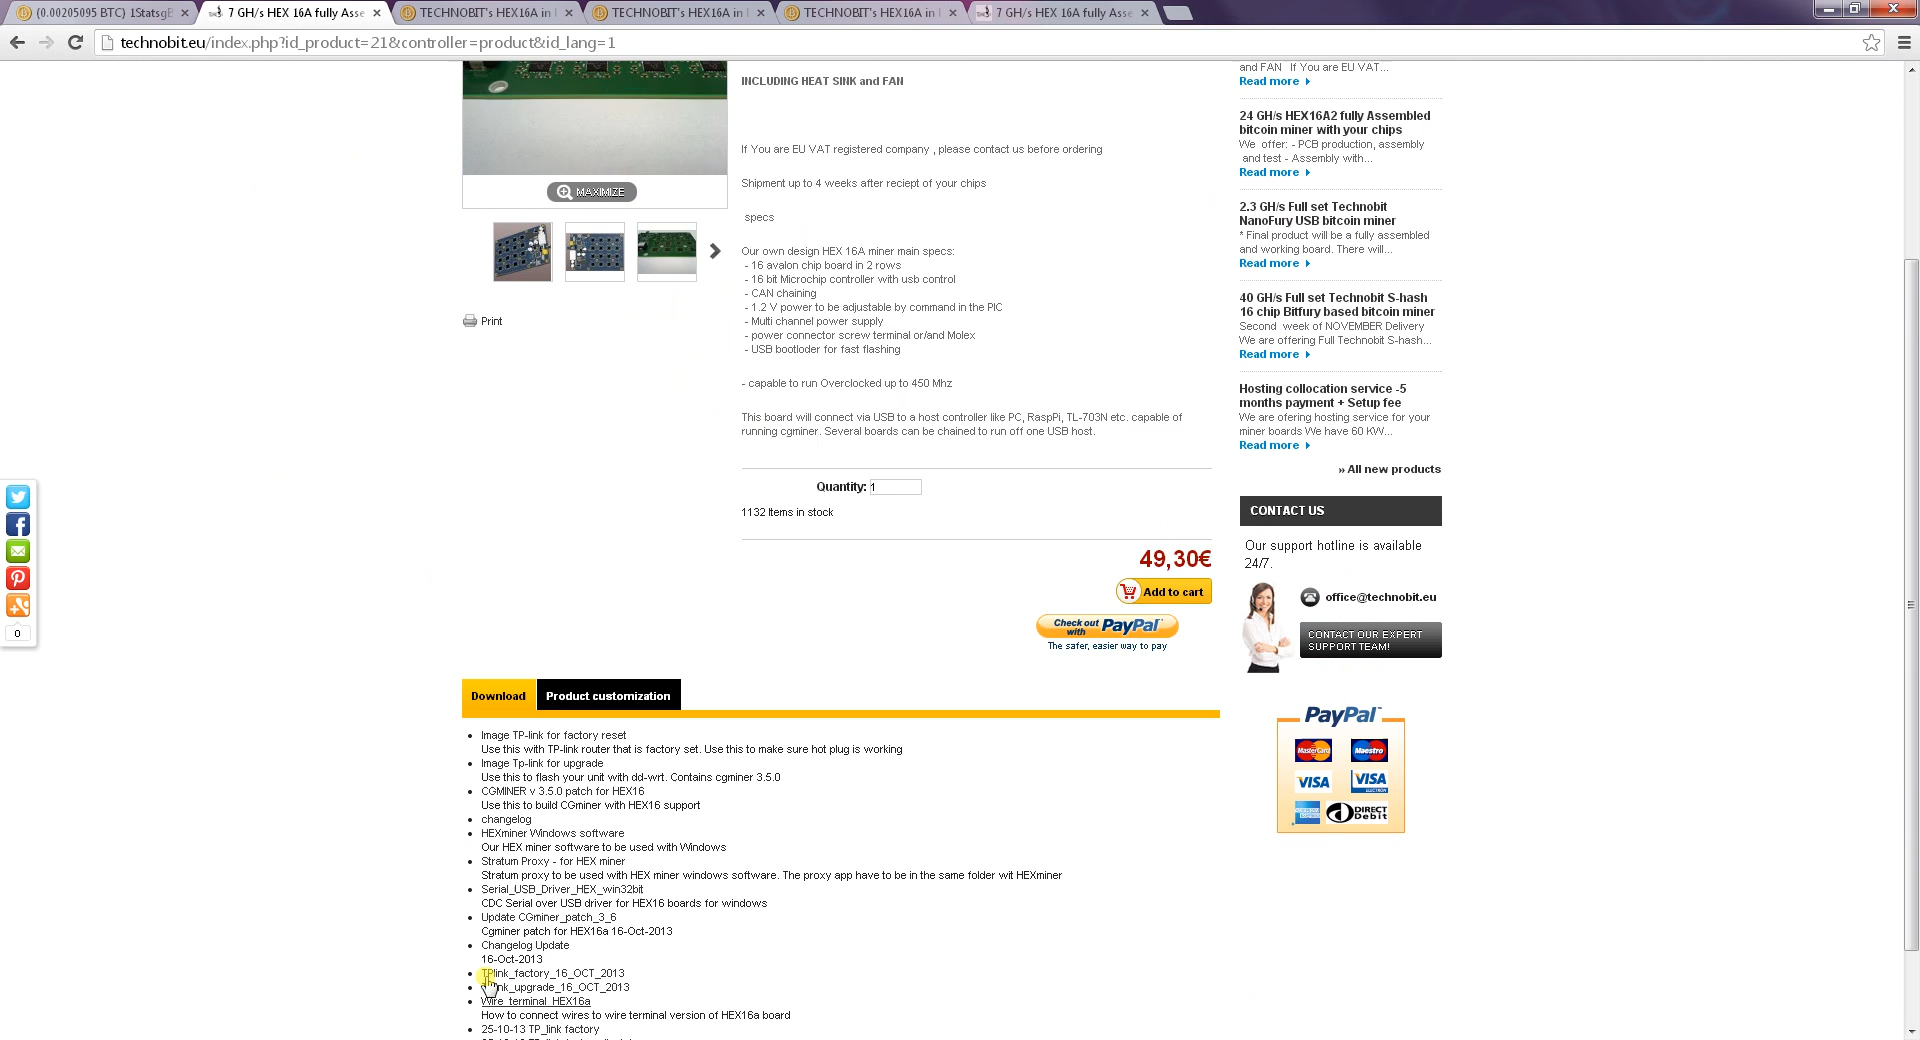 (0.00205095 BTC) 1StatsgB
7 GH/s HEX 16A fully Asse
TECHNOBIT's HEX16A in
TECHNOBIT's HEX16A in
TECHNOBIT's HEX16A in
7 GH/s HEX 16A fully Asse
technobit.eu/index.php?id_product=21&controller=product&id_lang=1
MAXIMIZE
Print
INCLUDING HEAT SINK and FAN
If You are EU VAT registered company , please contact us before ordering
Shipment up to 4 weeks after reciept of your chips
specs
Our own design HEX 16A miner main specs:
- 16 avalon chip board in 2 rows
- 16 bit Microchip controller with usb control
- CAN chaining
- 1.2 V power to be adjustable by command in the PIC
- Multi channel power supply
- power connector screw terminal or/and Molex
- USB bootloder for fast flashing
- capable to run Overclocked up to 450 Mhz
This board will connect via USB to a host controller like PC, RaspPi, TL-703N etc. capable of
running cgminer. Several boards can be chained to run off one USB host.
Quantity: 1
1132 Items in stock
49,30€
Add to cart
Check out with PayPal
The safer, easier way to pay
0
Download
Product customization
Image TP-link for factory reset
Use this with TP-link router that is factory set. Use this to make sure hot plug is working
Image Tp-link for upgrade
Use this to flash your unit with dd-wrt. Contains cgminer 3.5.0
CGMINER v 3.5.0 patch for HEX16
Use this to build CGminer with HEX16 support
changelog
HEXminer Windows software
Our HEX miner software to be used with Windows
Stratum Proxy - for HEX miner
Stratum proxy to be used with HEX miner windows software. The proxy app have to be in the same folder wit HEXminer
Serial_USB_Driver_HEX_win32bit
CDC Serial over USB driver for HEX16 boards for windows
Update CGminer_patch_3_6
Cgminer patch for HEX16a 16-Oct-2013
Changelog Update
16-Oct-2013
TPlink_factory_16_OCT_2013
nk_upgrade_16_OCT_2013
Wire_terminal_HEX16a
How to connect wires to wire terminal version of HEX16a board
25-10-13 TP_link factory
and FAN If You are EU VAT...
Read more
24 GH/s HEX16A2 fully Assembled
bitcoin miner with your chips
We offer: - PCB production, assembly
and test - Assembly with...
Read more
2.3 GH/s Full set Technobit
NanoFury USB bitcoin miner
* Final product will be a fully assembled
and working board. There will...
Read more
40 GH/s Full set Technobit S-hash
16 chip Bitfury based bitcoin miner
Second week of NOVEMBER Delivery
We are offering Full Technobit S-hash...
Read more
Hosting collocation service -5
months payment + Setup fee
We are ofering hosting service for your
miner boards We have 60 KW...
Read more
» All new products
CONTACT US
Our support hotline is available
24/7.
office@technobit.eu
CONTACT OUR EXPERT
SUPPORT TEAM!
PayPal
MasterCard
Maestro
VISA
VISA
ELECTRON
DIRECT
Debit